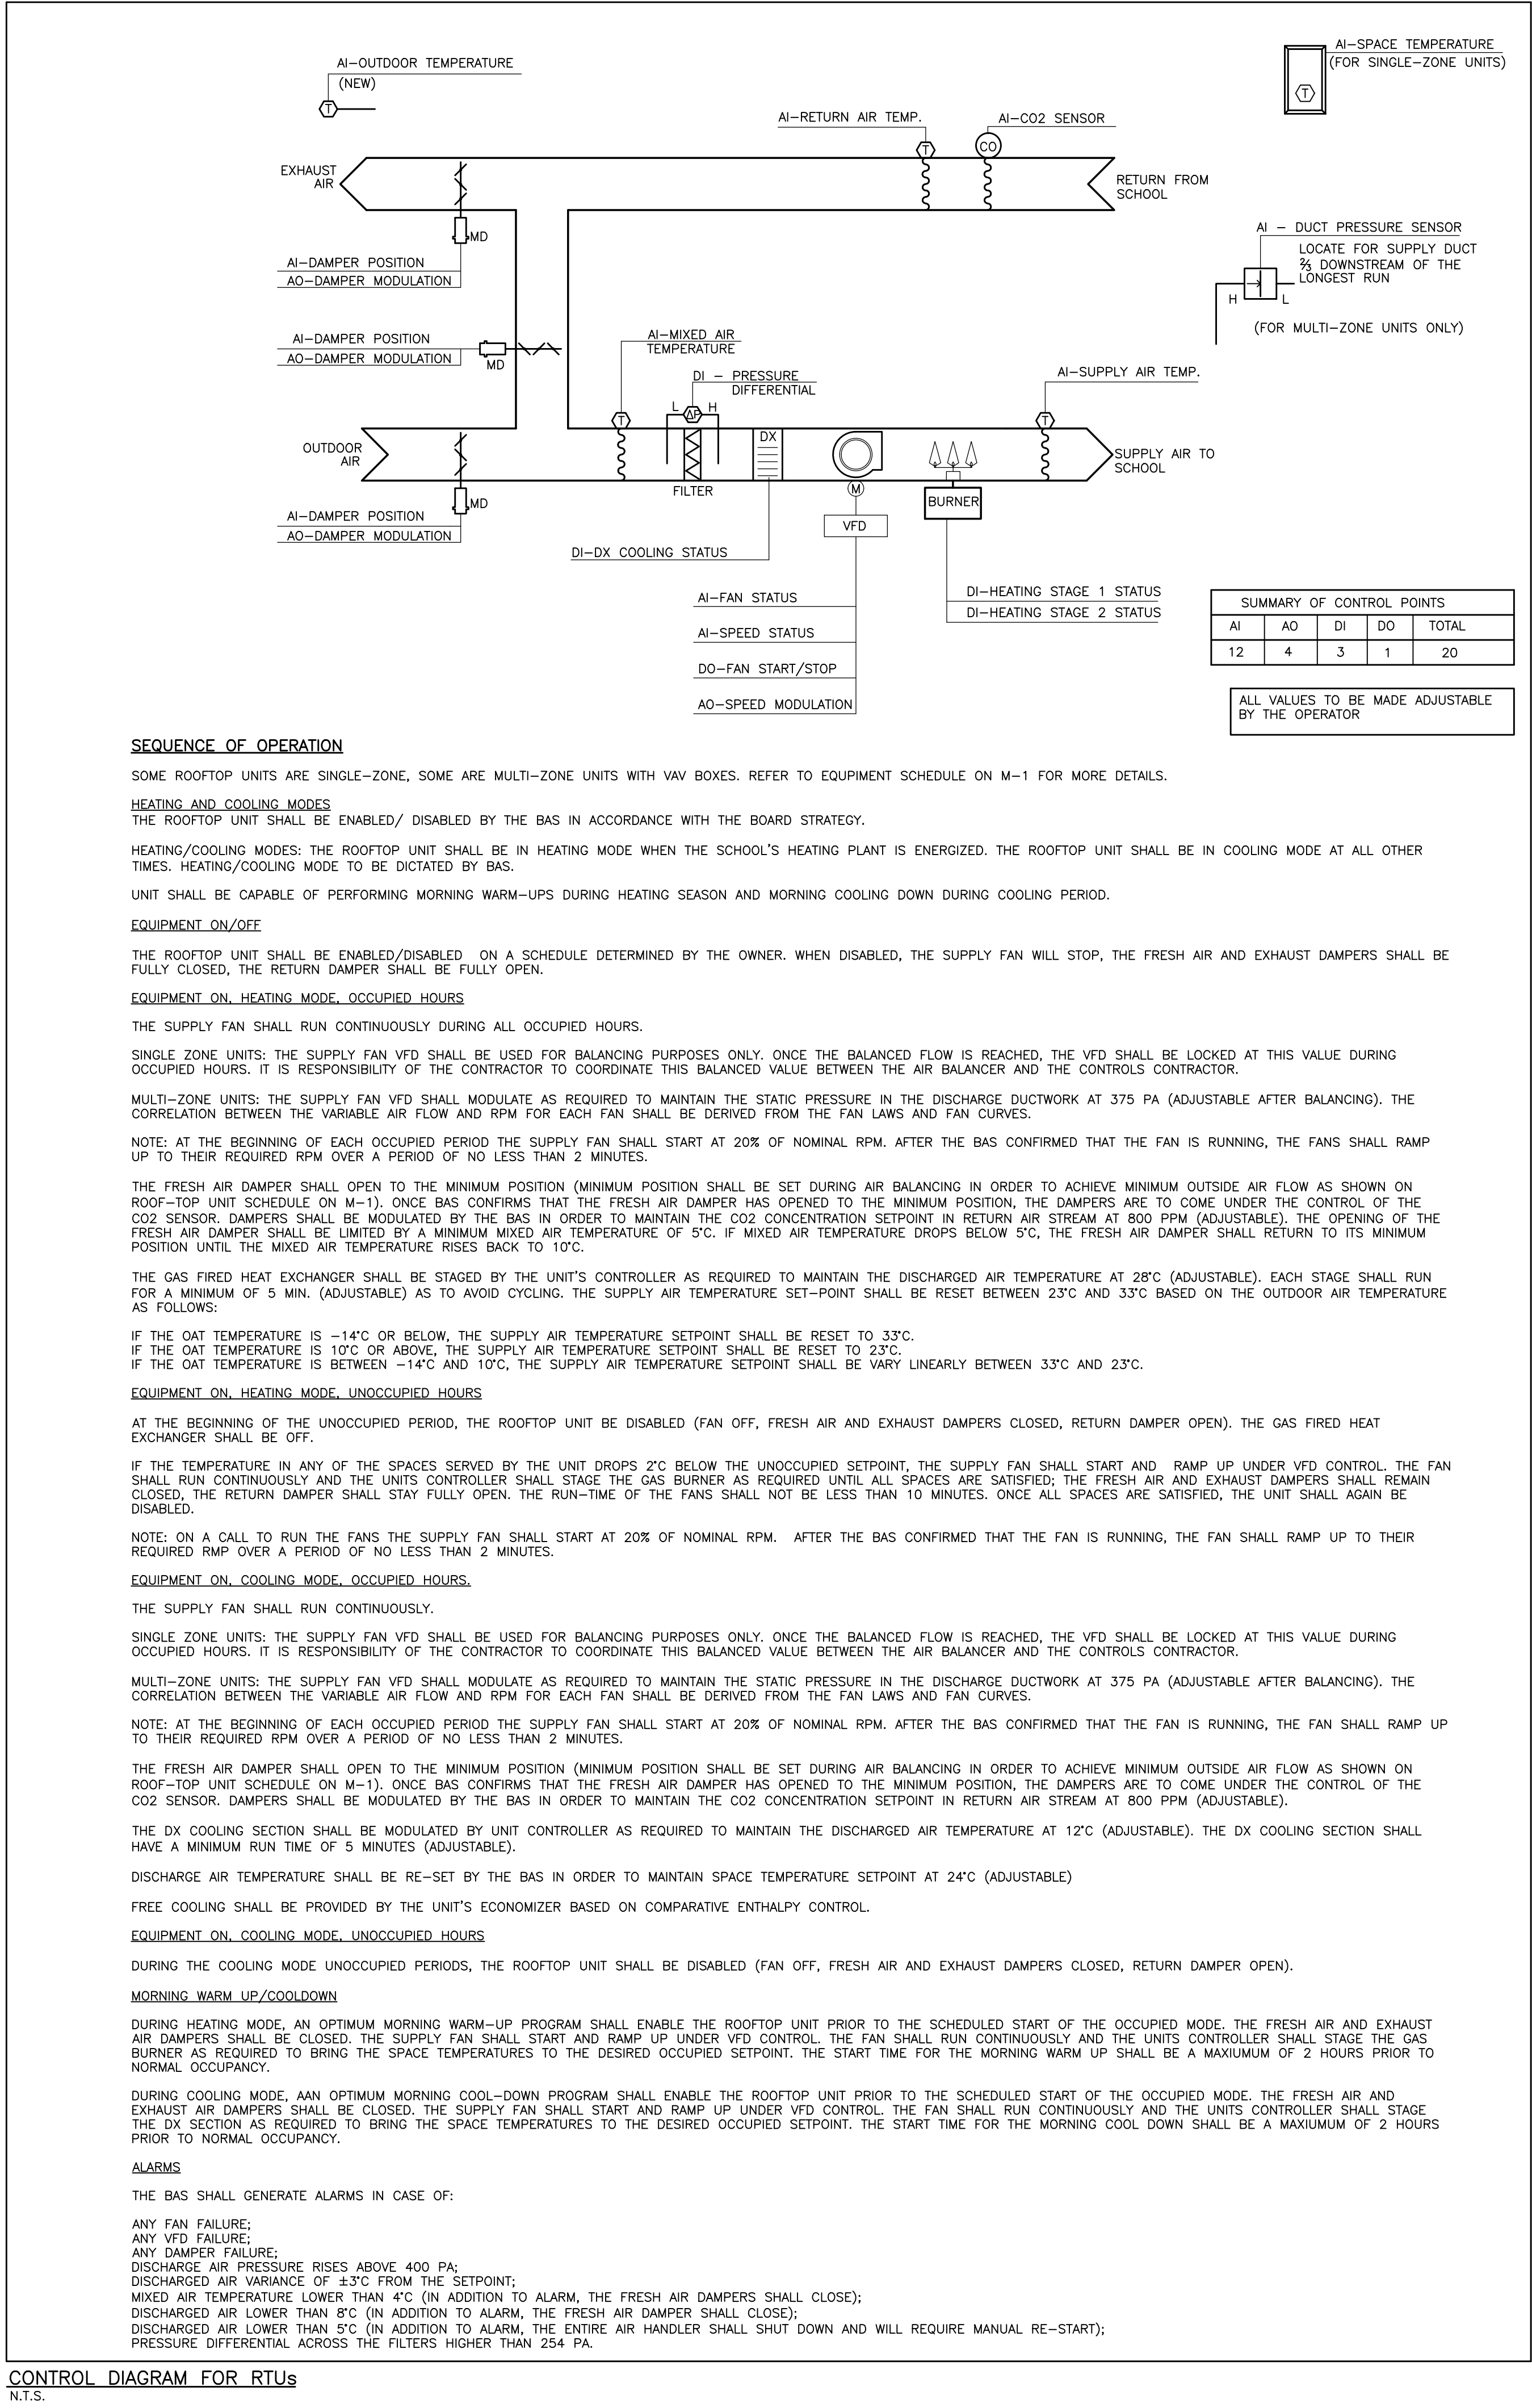 AI-OUTDOOR TEMPERATURE
(NEW)
T
AI-SPACE TEMPERATURE
(FOR SINGLE-ZONE UNITS)
T
AI-RETURN AIR TEMP.
AI-CO2 SENSOR
T
CO
EXHAUST
AIR
RETURN FROM
SCHOOL
MD
AI-DAMPER POSITION
AO-DAMPER MODULATION
AI - DUCT PRESSURE SENSOR
LOCATE FOR SUPPLY DUCT
⅔ DOWNSTREAM OF THE
LONGEST RUN
H
L
(FOR MULTI-ZONE UNITS ONLY)
AI-DAMPER POSITION
AO-DAMPER MODULATION
MD
AI-MIXED AIR
TEMPERATURE
DI - PRESSURE
DIFFERENTIAL
AI-SUPPLY AIR TEMP.
L
H
T
ΔP
T
OUTDOOR
AIR
DX
SUPPLY AIR TO
SCHOOL
FILTER
M
BURNER
MD
AI-DAMPER POSITION
AO-DAMPER MODULATION
VFD
DI-DX COOLING STATUS
AI-FAN STATUS
AI-SPEED STATUS
DO-FAN START/STOP
AO-SPEED MODULATION
DI-HEATING STAGE 1 STATUS
DI-HEATING STAGE 2 STATUS
SUMMARY OF CONTROL POINTS
AI AO DI DO TOTAL
12 4 3 1 20
ALL VALUES TO BE MADE ADJUSTABLE
BY THE OPERATOR
SEQUENCE OF OPERATION
SOME ROOFTOP UNITS ARE SINGLE-ZONE, SOME ARE MULTI-ZONE UNITS WITH VAV BOXES. REFER TO EQUPIMENT SCHEDULE ON M-1 FOR MORE DETAILS.
HEATING AND COOLING MODES
THE ROOFTOP UNIT SHALL BE ENABLED/ DISABLED BY THE BAS IN ACCORDANCE WITH THE BOARD STRATEGY.
HEATING/COOLING MODES: THE ROOFTOP UNIT SHALL BE IN HEATING MODE WHEN THE SCHOOL'S HEATING PLANT IS ENERGIZED. THE ROOFTOP UNIT SHALL BE IN COOLING MODE AT ALL OTHER
TIMES. HEATING/COOLING MODE TO BE DICTATED BY BAS.
UNIT SHALL BE CAPABLE OF PERFORMING MORNING WARM-UPS DURING HEATING SEASON AND MORNING COOLING DOWN DURING COOLING PERIOD.
EQUIPMENT ON/OFF
THE ROOFTOP UNIT SHALL BE ENABLED/DISABLED ON A SCHEDULE DETERMINED BY THE OWNER. WHEN DISABLED, THE SUPPLY FAN WILL STOP, THE FRESH AIR AND EXHAUST DAMPERS SHALL BE
FULLY CLOSED, THE RETURN DAMPER SHALL BE FULLY OPEN.
EQUIPMENT ON, HEATING MODE, OCCUPIED HOURS
THE SUPPLY FAN SHALL RUN CONTINUOUSLY DURING ALL OCCUPIED HOURS.
SINGLE ZONE UNITS: THE SUPPLY FAN VFD SHALL BE USED FOR BALANCING PURPOSES ONLY. ONCE THE BALANCED FLOW IS REACHED, THE VFD SHALL BE LOCKED AT THIS VALUE DURING
OCCUPIED HOURS. IT IS RESPONSIBILITY OF THE CONTRACTOR TO COORDINATE THIS BALANCED VALUE BETWEEN THE AIR BALANCER AND THE CONTROLS CONTRACTOR.
MULTI-ZONE UNITS: THE SUPPLY FAN VFD SHALL MODULATE AS REQUIRED TO MAINTAIN THE STATIC PRESSURE IN THE DISCHARGE DUCTWORK AT 375 PA (ADJUSTABLE AFTER BALANCING). THE
CORRELATION BETWEEN THE VARIABLE AIR FLOW AND RPM FOR EACH FAN SHALL BE DERIVED FROM THE FAN LAWS AND FAN CURVES.
NOTE: AT THE BEGINNING OF EACH OCCUPIED PERIOD THE SUPPLY FAN SHALL START AT 20% OF NOMINAL RPM. AFTER THE BAS CONFIRMED THAT THE FAN IS RUNNING, THE FANS SHALL RAMP
UP TO THEIR REQUIRED RPM OVER A PERIOD OF NO LESS THAN 2 MINUTES.
THE FRESH AIR DAMPER SHALL OPEN TO THE MINIMUM POSITION (MINIMUM POSITION SHALL BE SET DURING AIR BALANCING IN ORDER TO ACHIEVE MINIMUM OUTSIDE AIR FLOW AS SHOWN ON
ROOF-TOP UNIT SCHEDULE ON M-1). ONCE BAS CONFIRMS THAT THE FRESH AIR DAMPER HAS OPENED TO THE MINIMUM POSITION, THE DAMPERS ARE TO COME UNDER THE CONTROL OF THE
CO2 SENSOR. DAMPERS SHALL BE MODULATED BY THE BAS IN ORDER TO MAINTAIN THE CO2 CONCENTRATION SETPOINT IN RETURN AIR STREAM AT 800 PPM (ADJUSTABLE). THE OPENING OF THE
FRESH AIR DAMPER SHALL BE LIMITED BY A MINIMUM MIXED AIR TEMPERATURE OF 5°C. IF MIXED AIR TEMPERATURE DROPS BELOW 5°C, THE FRESH AIR DAMPER SHALL RETURN TO ITS MINIMUM
POSITION UNTIL THE MIXED AIR TEMPERATURE RISES BACK TO 10°C.
THE GAS FIRED HEAT EXCHANGER SHALL BE STAGED BY THE UNIT'S CONTROLLER AS REQUIRED TO MAINTAIN THE DISCHARGED AIR TEMPERATURE AT 28°C (ADJUSTABLE). EACH STAGE SHALL RUN
FOR A MINIMUM OF 5 MIN. (ADJUSTABLE) AS TO AVOID CYCLING. THE SUPPLY AIR TEMPERATURE SET-POINT SHALL BE RESET BETWEEN 23°C AND 33°C BASED ON THE OUTDOOR AIR TEMPERATURE
AS FOLLOWS:
IF THE OAT TEMPERATURE IS -14°C OR BELOW, THE SUPPLY AIR TEMPERATURE SETPOINT SHALL BE RESET TO 33°C.
IF THE OAT TEMPERATURE IS 10°C OR ABOVE, THE SUPPLY AIR TEMPERATURE SETPOINT SHALL BE RESET TO 23°C.
IF THE OAT TEMPERATURE IS BETWEEN -14°C AND 10°C, THE SUPPLY AIR TEMPERATURE SETPOINT SHALL BE VARY LINEARLY BETWEEN 33°C AND 23°C.
EQUIPMENT ON, HEATING MODE, UNOCCUPIED HOURS
AT THE BEGINNING OF THE UNOCCUPIED PERIOD, THE ROOFTOP UNIT BE DISABLED (FAN OFF, FRESH AIR AND EXHAUST DAMPERS CLOSED, RETURN DAMPER OPEN). THE GAS FIRED HEAT
EXCHANGER SHALL BE OFF.
IF THE TEMPERATURE IN ANY OF THE SPACES SERVED BY THE UNIT DROPS 2°C BELOW THE UNOCCUPIED SETPOINT, THE SUPPLY FAN SHALL START AND RAMP UP UNDER VFD CONTROL. THE FAN
SHALL RUN CONTINUOUSLY AND THE UNITS CONTROLLER SHALL STAGE THE GAS BURNER AS REQUIRED UNTIL ALL SPACES ARE SATISFIED; THE FRESH AIR AND EXHAUST DAMPERS SHALL REMAIN
CLOSED, THE RETURN DAMPER SHALL STAY FULLY OPEN. THE RUN-TIME OF THE FANS SHALL NOT BE LESS THAN 10 MINUTES. ONCE ALL SPACES ARE SATISFIED, THE UNIT SHALL AGAIN BE
DISABLED.
NOTE: ON A CALL TO RUN THE FANS THE SUPPLY FAN SHALL START AT 20% OF NOMINAL RPM. AFTER THE BAS CONFIRMED THAT THE FAN IS RUNNING, THE FAN SHALL RAMP UP TO THEIR
REQUIRED RMP OVER A PERIOD OF NO LESS THAN 2 MINUTES.
EQUIPMENT ON, COOLING MODE, OCCUPIED HOURS.
THE SUPPLY FAN SHALL RUN CONTINUOUSLY.
SINGLE ZONE UNITS: THE SUPPLY FAN VFD SHALL BE USED FOR BALANCING PURPOSES ONLY. ONCE THE BALANCED FLOW IS REACHED, THE VFD SHALL BE LOCKED AT THIS VALUE DURING
OCCUPIED HOURS. IT IS RESPONSIBILITY OF THE CONTRACTOR TO COORDINATE THIS BALANCED VALUE BETWEEN THE AIR BALANCER AND THE CONTROLS CONTRACTOR.
MULTI-ZONE UNITS: THE SUPPLY FAN VFD SHALL MODULATE AS REQUIRED TO MAINTAIN THE STATIC PRESSURE IN THE DISCHARGE DUCTWORK AT 375 PA (ADJUSTABLE AFTER BALANCING). THE
CORRELATION BETWEEN THE VARIABLE AIR FLOW AND RPM FOR EACH FAN SHALL BE DERIVED FROM THE FAN LAWS AND FAN CURVES.
NOTE: AT THE BEGINNING OF EACH OCCUPIED PERIOD THE SUPPLY FAN SHALL START AT 20% OF NOMINAL RPM. AFTER THE BAS CONFIRMED THAT THE FAN IS RUNNING, THE FAN SHALL RAMP UP
TO THEIR REQUIRED RPM OVER A PERIOD OF NO LESS THAN 2 MINUTES.
THE FRESH AIR DAMPER SHALL OPEN TO THE MINIMUM POSITION (MINIMUM POSITION SHALL BE SET DURING AIR BALANCING IN ORDER TO ACHIEVE MINIMUM OUTSIDE AIR FLOW AS SHOWN ON
ROOF-TOP UNIT SCHEDULE ON M-1). ONCE BAS CONFIRMS THAT THE FRESH AIR DAMPER HAS OPENED TO THE MINIMUM POSITION, THE DAMPERS ARE TO COME UNDER THE CONTROL OF THE
CO2 SENSOR. DAMPERS SHALL BE MODULATED BY THE BAS IN ORDER TO MAINTAIN THE CO2 CONCENTRATION SETPOINT IN RETURN AIR STREAM AT 800 PPM (ADJUSTABLE).
THE DX COOLING SECTION SHALL BE MODULATED BY UNIT CONTROLLER AS REQUIRED TO MAINTAIN THE DISCHARGED AIR TEMPERATURE AT 12°C (ADJUSTABLE). THE DX COOLING SECTION SHALL
HAVE A MINIMUM RUN TIME OF 5 MINUTES (ADJUSTABLE).
DISCHARGE AIR TEMPERATURE SHALL BE RE-SET BY THE BAS IN ORDER TO MAINTAIN SPACE TEMPERATURE SETPOINT AT 24°C (ADJUSTABLE)
FREE COOLING SHALL BE PROVIDED BY THE UNIT'S ECONOMIZER BASED ON COMPARATIVE ENTHALPY CONTROL.
EQUIPMENT ON, COOLING MODE, UNOCCUPIED HOURS
DURING THE COOLING MODE UNOCCUPIED PERIODS, THE ROOFTOP UNIT SHALL BE DISABLED (FAN OFF, FRESH AIR AND EXHAUST DAMPERS CLOSED, RETURN DAMPER OPEN).
MORNING WARM UP/COOLDOWN
DURING HEATING MODE, AN OPTIMUM MORNING WARM-UP PROGRAM SHALL ENABLE THE ROOFTOP UNIT PRIOR TO THE SCHEDULED START OF THE OCCUPIED MODE. THE FRESH AIR AND EXHAUST
AIR DAMPERS SHALL BE CLOSED. THE SUPPLY FAN SHALL START AND RAMP UP UNDER VFD CONTROL. THE FAN SHALL RUN CONTINUOUSLY AND THE UNITS CONTROLLER SHALL STAGE THE GAS
BURNER AS REQUIRED TO BRING THE SPACE TEMPERATURES TO THE DESIRED OCCUPIED SETPOINT. THE START TIME FOR THE MORNING WARM UP SHALL BE A MAXIUMUM OF 2 HOURS PRIOR TO
NORMAL OCCUPANCY.
DURING COOLING MODE, AAN OPTIMUM MORNING COOL-DOWN PROGRAM SHALL ENABLE THE ROOFTOP UNIT PRIOR TO THE SCHEDULED START OF THE OCCUPIED MODE. THE FRESH AIR AND
EXHAUST AIR DAMPERS SHALL BE CLOSED. THE SUPPLY FAN SHALL START AND RAMP UP UNDER VFD CONTROL. THE FAN SHALL RUN CONTINUOUSLY AND THE UNITS CONTROLLER SHALL STAGE
THE DX SECTION AS REQUIRED TO BRING THE SPACE TEMPERATURES TO THE DESIRED OCCUPIED SETPOINT. THE START TIME FOR THE MORNING COOL DOWN SHALL BE A MAXIUMUM OF 2 HOURS
PRIOR TO NORMAL OCCUPANCY.
ALARMS
THE BAS SHALL GENERATE ALARMS IN CASE OF:
ANY FAN FAILURE;
ANY VFD FAILURE;
ANY DAMPER FAILURE;
DISCHARGE AIR PRESSURE RISES ABOVE 400 PA;
DISCHARGED AIR VARIANCE OF ±3°C FROM THE SETPOINT;
MIXED AIR TEMPERATURE LOWER THAN 4°C (IN ADDITION TO ALARM, THE FRESH AIR DAMPERS SHALL CLOSE);
DISCHARGED AIR LOWER THAN 8°C (IN ADDITION TO ALARM, THE FRESH AIR DAMPER SHALL CLOSE);
DISCHARGED AIR LOWER THAN 5°C (IN ADDITION TO ALARM, THE ENTIRE AIR HANDLER SHALL SHUT DOWN AND WILL REQUIRE MANUAL RE-START);
PRESSURE DIFFERENTIAL ACROSS THE FILTERS HIGHER THAN 254 PA.
CONTROL DIAGRAM FOR RTUs
N.T.S.